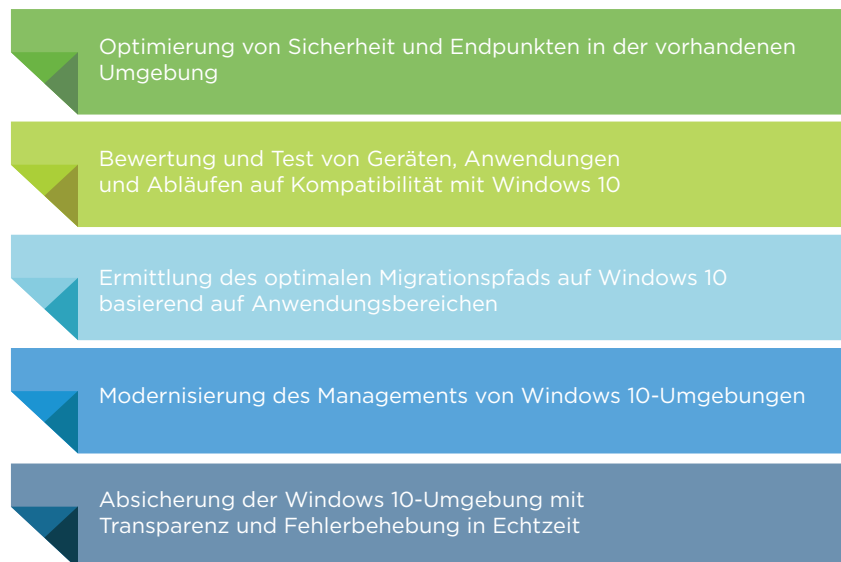 Optimierung von Sicherheit und Endpunkten in der vorhandenen
Umgebung
Bewertung und Test von Geräten, Anwendungen
und Abläufen auf Kompatibilität mit Windows 10
Ermittlung des optimalen Migrationspfads auf Windows 10
basierend auf Anwendungsbereichen
Modernisierung des Managements von Windows 10-Umgebungen
Absicherung der Windows 10-Umgebung mit
Transparenz und Fehlerbehebung in Echtzeit